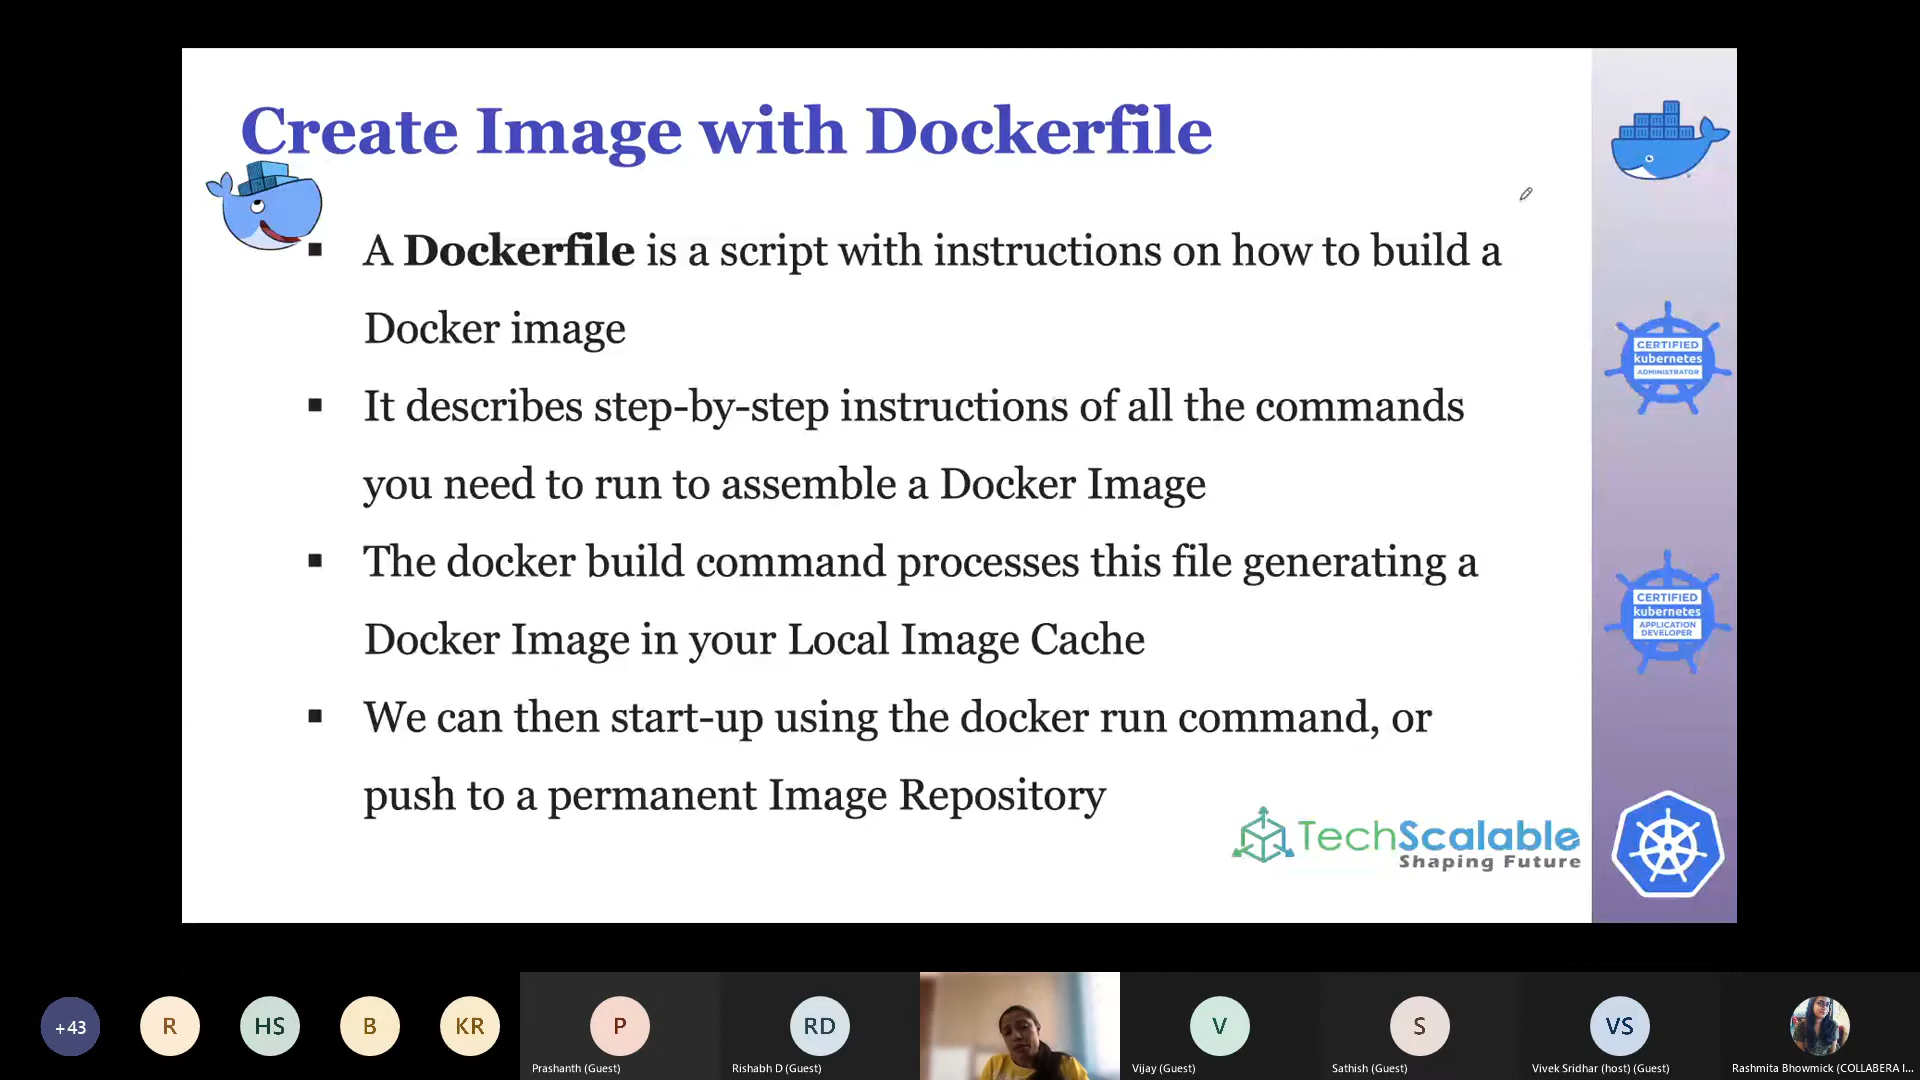 Create Image with Dockerfile
▪ A Dockerfile is a script with instructions on how to build a
Docker image
▪ It describes step-by-step instructions of all the commands
you need to run to assemble a Docker Image
▪ The docker build command processes this file generating a
Docker Image in your Local Image Cache
▪ We can then start-up using the docker run command, or
push to a permanent Image Repository
TechScalable
Shaping Future
CERTIFIED
kubernetes
ADMINISTRATOR
CERTIFIED
kubernetes
APPLICATION
DEVELOPER
+43
R
HS
B
KR
P
Prashanth (Guest)
RD
Rishabh D (Guest)
V
Vijay (Guest)
S
Sathish (Guest)
VS
Vivek Sridhar (host) (Guest)
Rashmita Bhowmick (COLLABERA I...